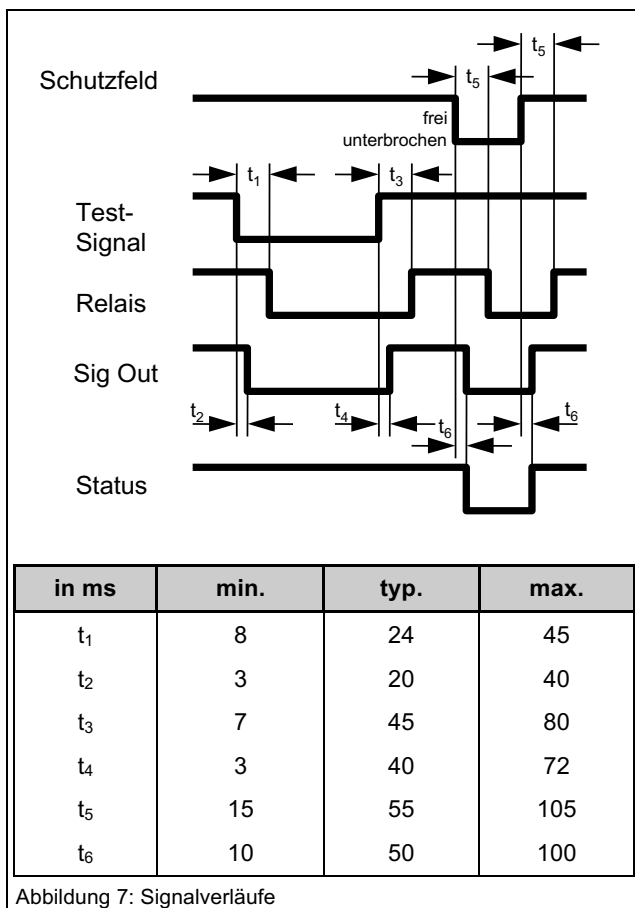 t₅
Schutzfeld
t₅
frei
unterbrochen
t₁
t₃
Test-
Signal
Relais
Sig Out
t₂
t₄
t₆
t₆
Status
in ms min. typ. max.
t₁ 8 24 45
t₂ 3 20 40
t₃ 7 45 80
t₄ 3 40 72
t₅ 15 55 105
t₆ 10 50 100
Abbildung 7: Signalverläufe